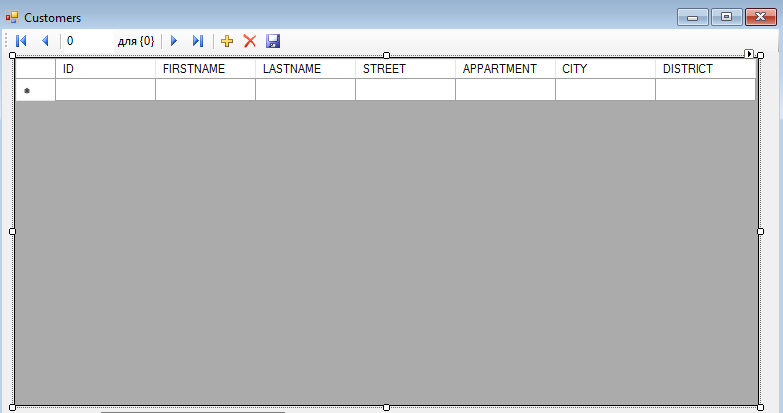 Customers
0 для {0}
ID FIRSTNAME LASTNAME STREET APPARTMENT CITY DISTRICT